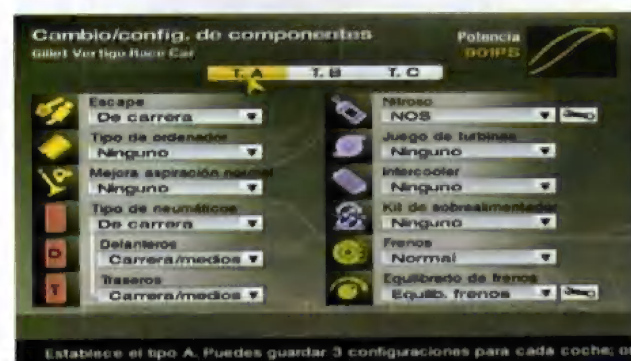 Cambio/config. de componentes
Gillet Vertigo Race Car
Potencia
901PS
T. A
T. B
T. C
Escape
De carrera
Tipo de ordenador
Ninguno
Mejora aspiración normal
Ninguno
Tipo de neumáticos
De carrera
D
Delanteros
Carrera/medios
T
Traseros
Carrera/medios
Nitroso
NOS
Juego de turbinas
Ninguno
Intercooler
Ninguno
Kit de sobrealimentador
Ninguno
Frenos
Normal
Equilibrado de frenos
Equilb. frenos
Establece el tipo A. Puedes guardar 3 configuraciones para cada coche;